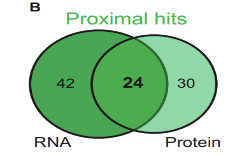 B
Proximal hits
42 24 30
RNA Protein